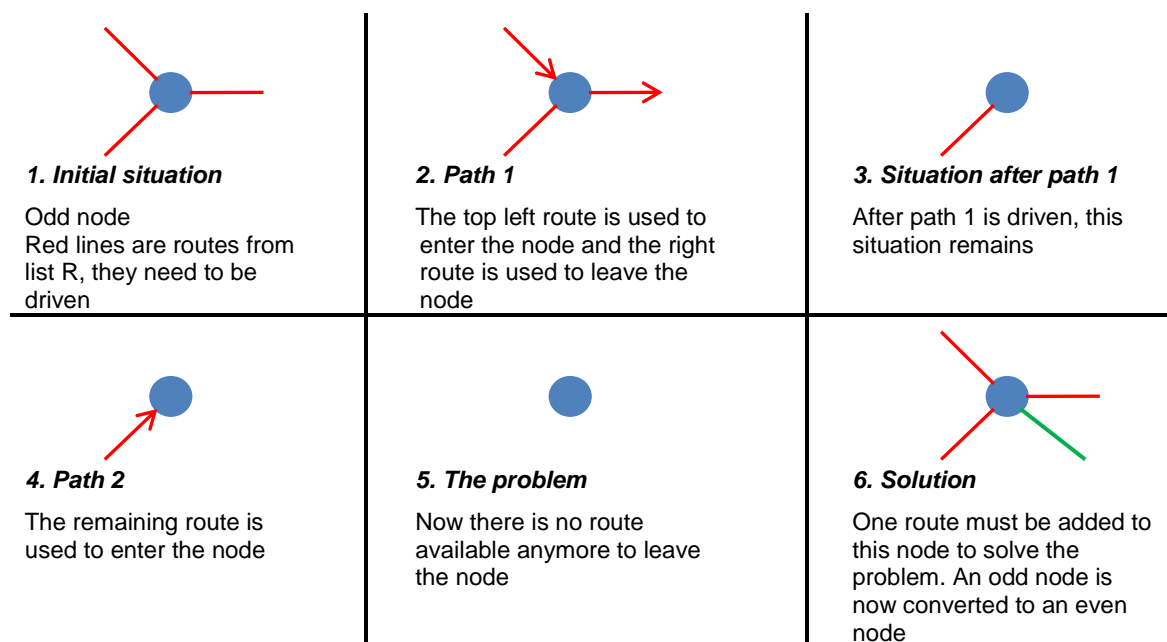 1. Initial situation
Odd node
Red lines are routes from
list R, they need to be
driven
2. Path 1
The top left route is used to
enter the node and the right
route is used to leave the
node
3. Situation after path 1
After path 1 is driven, this
situation remains
4. Path 2
The remaining route is
used to enter the node
5. The problem
Now there is no route
available anymore to leave
the node
6. Solution
One route must be added to
this node to solve the
problem. An odd node is
now converted to an even
node